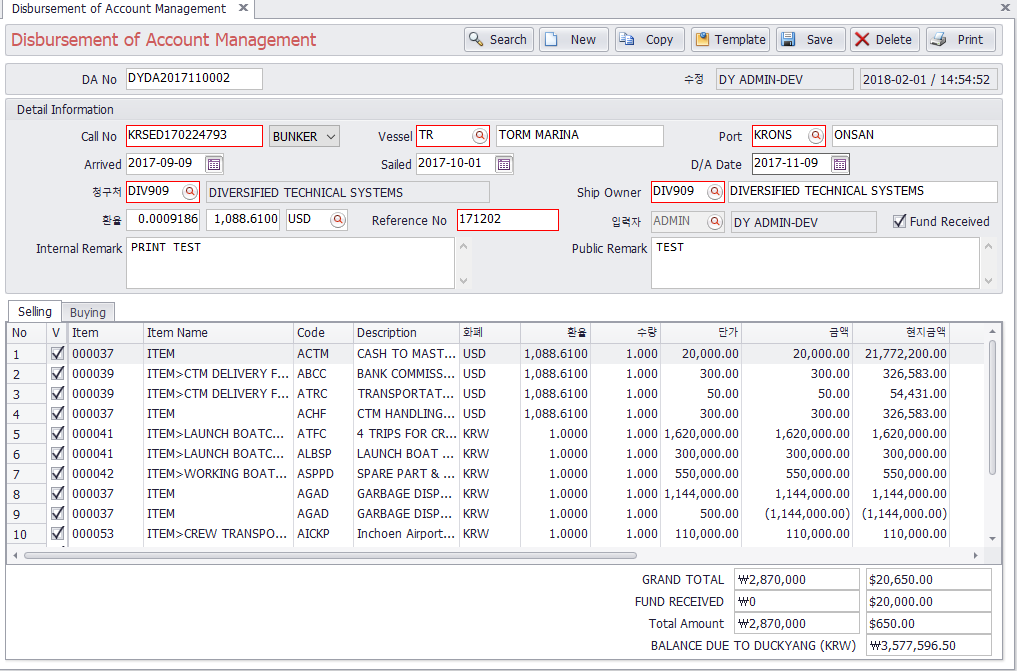 Disbursement of Account Management
Disbursement of Account Management Search New Copy Template Save Delete Print
DA No DYDA2017110002 수정 DY ADMIN-DEV 2018-02-01 / 14:54:52
Detail Information
Call No KRSED170224793 BUNKER Vessel TR TORM MARINA Port KRONS ONSAN
Arrived 2017-09-09 Sailed 2017-10-01 D/A Date 2017-11-09
청구처 DIV909 DIVERSIFIED TECHNICAL SYSTEMS Ship Owner DIV909 DIVERSIFIED TECHNICAL SYSTEMS
환율 0.0009186 1,088.6100 USD Reference No 171202 입력자 ADMIN DY ADMIN-DEV Fund Received
Internal Remark PRINT TEST Public Remark TEST
Selling Buying
No V Item Item Name Code Description 화폐 환율 수량 단가 금액 현지금액
1 000037 ITEM ACTM CASH TO MAST... USD 1,088.6100 1.000 20,000.00 20,000.00 21,772,200.00
2 000039 ITEM>CTM DELIVERY F... ABCC BANK COMMISS... USD 1,088.6100 1.000 300.00 300.00 326,583.00
3 000039 ITEM>CTM DELIVERY F... ATRC TRANSPORTAT... USD 1,088.6100 1.000 50.00 50.00 54,431.00
4 000037 ITEM ACHF CTM HANDLING... USD 1,088.6100 1.000 300.00 300.00 326,583.00
5 000041 ITEM>LAUNCH BOATC... ATFC 4 TRIPS FOR CR... KRW 1.0000 1.000 1,620,000.00 1,620,000.00 1,620,000.00
6 000041 ITEM>LAUNCH BOATC... ALBSP LAUNCH BOAT ... KRW 1.0000 1.000 300,000.00 300,000.00 300,000.00
7 000042 ITEM>WORKING BOAT... ASPPD SPARE PART & ... KRW 1.0000 1.000 550,000.00 550,000.00 550,000.00
8 000037 ITEM AGAD GARBAGE DISP... KRW 1.0000 1.000 1,144,000.00 1,144,000.00 1,144,000.00
9 000037 ITEM AGAD GARBAGE DISP... KRW 1.0000 1.000 500.00 (1,144,000.00) (1,144,000.00)
10 000053 ITEM>CREW TRANSPO... AICKP Inchoen Airport... KRW 1.0000 1.000 110,000.00 110,000.00 110,000.00
GRAND TOTAL ₩2,870,000 $20,650.00
FUND RECEIVED ₩0 $20,000.00
Total Amount ₩2,870,000 $650.00
BALANCE DUE TO DUCKYANG (KRW) ₩3,577,596.50